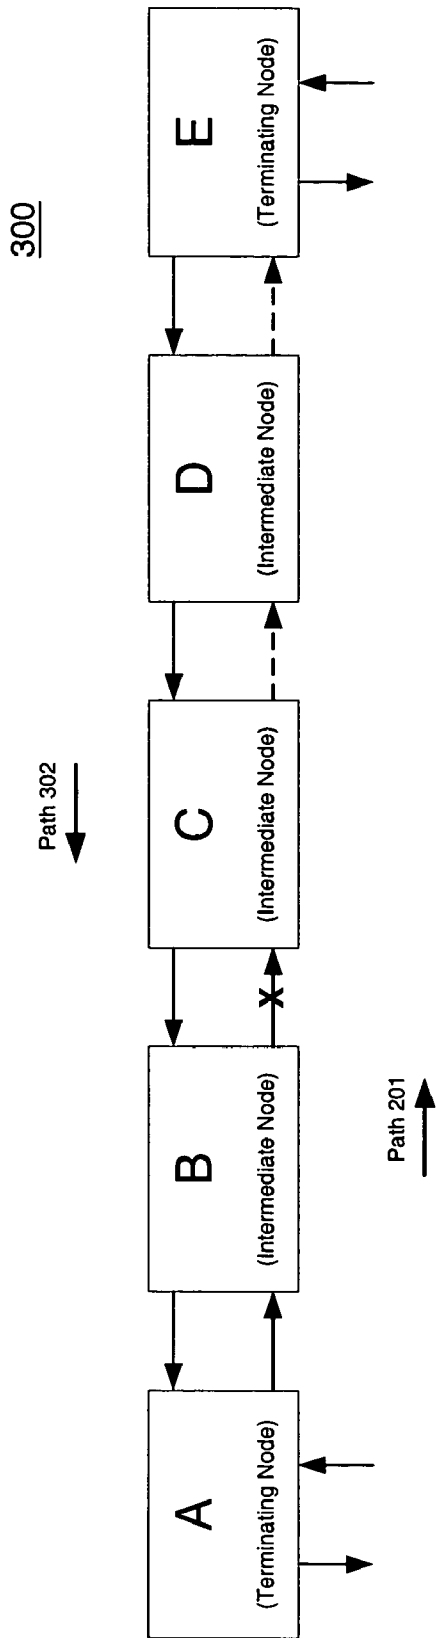 300
Path 302
A
(Terminating Node)
B
(Intermediate Node)
C
(Intermediate Node)
D
(Intermediate Node)
E
(Terminating Node)
X
Path 201